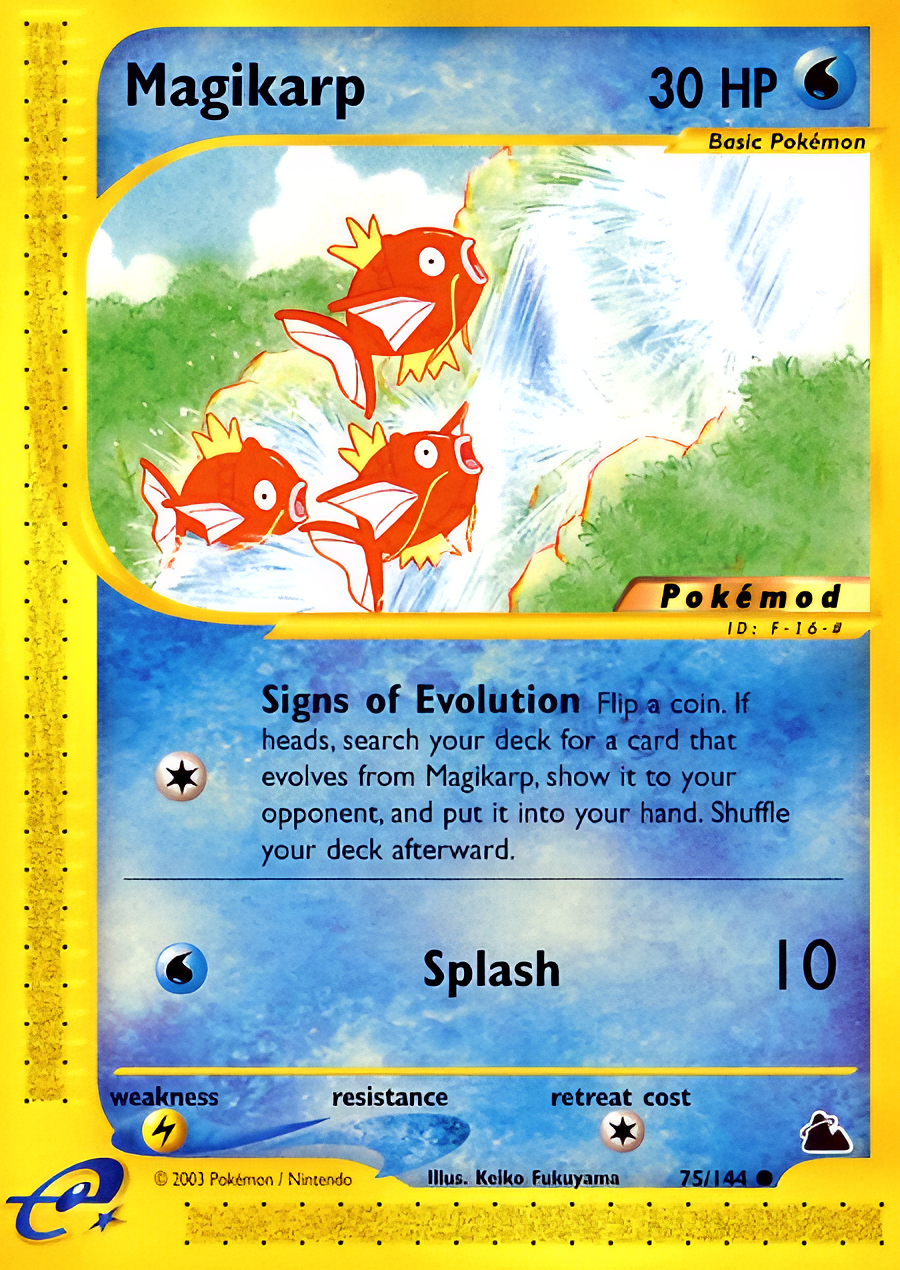 Magikarp 30 HP
Basic Pokémon
Pokémod
ID: F-16-#
Signs of Evolution Flip a coin. If
heads, search your deck for a card that
evolves from Magikarp, show it to your
opponent, and put it into your hand. Shuffle
your deck afterward.
Splash 10
weakness resistance retreat cost
© 2003 Pokémon / Nintendo Illus. Keiko Fukuyama 75/144
e